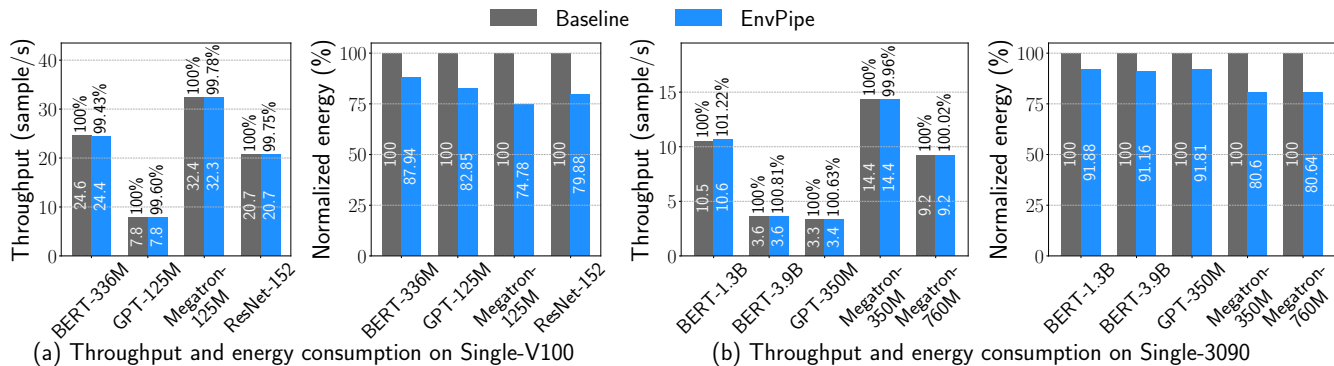 Baseline EnvPipe
Throughput (sample/s)
40
30
20
10
0
100%
99.43%
100%
99.60%
100%
99.78%
100%
99.75%
24.6
24.4
7.8
7.8
32.4
32.3
20.7
20.7
BERT-336M
GPT-125M
Megatron-
125M
ResNet-152
Normalized energy (%)
100
75
50
25
0
100
87.94
100
82.85
100
74.78
100
79.88
BERT-336M
GPT-125M
Megatron-
125M
ResNet-152
(a) Throughput and energy consumption on Single-V100
Throughput (sample/s)
15
10
5
0
100%
101.22%
100%
100.81%
100%
100.63%
100%
99.96%
100%
100.02%
10.5
10.6
3.6
3.6
3.3
3.4
14.4
14.4
9.2
9.2
BERT-1.3B
BERT-3.9B
GPT-350M
Megatron-
350M
Megatron-
760M
Normalized energy (%)
100
75
50
25
0
100
91.88
100
91.16
100
91.81
100
80.6
100
80.64
BERT-1.3B
BERT-3.9B
GPT-350M
Megatron-
350M
Megatron-
760M
(b) Throughput and energy consumption on Single-3090